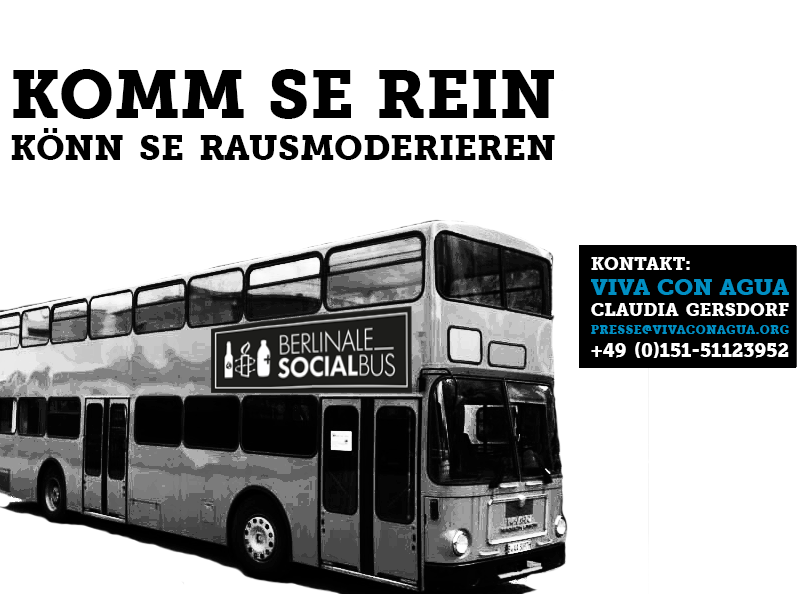 KOMM SE REIN
KÖNN SE RAUSMODERIEREN
BERLINALE_
SOCIALBUS
KONTAKT:
VIVA CON AGUA
CLAUDIA GERSDORF
PRESSE@VIVACONAGUA.ORG
+49 (0)151-51123952